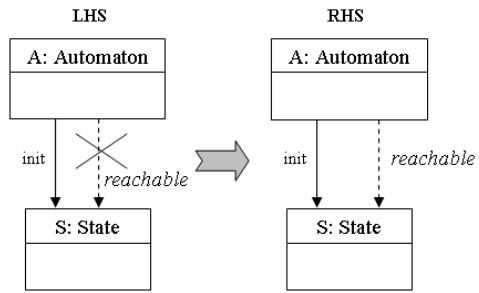 LHS
RHS
A: Automaton
A: Automaton
init
reachable
init
reachable
S: State
S: State